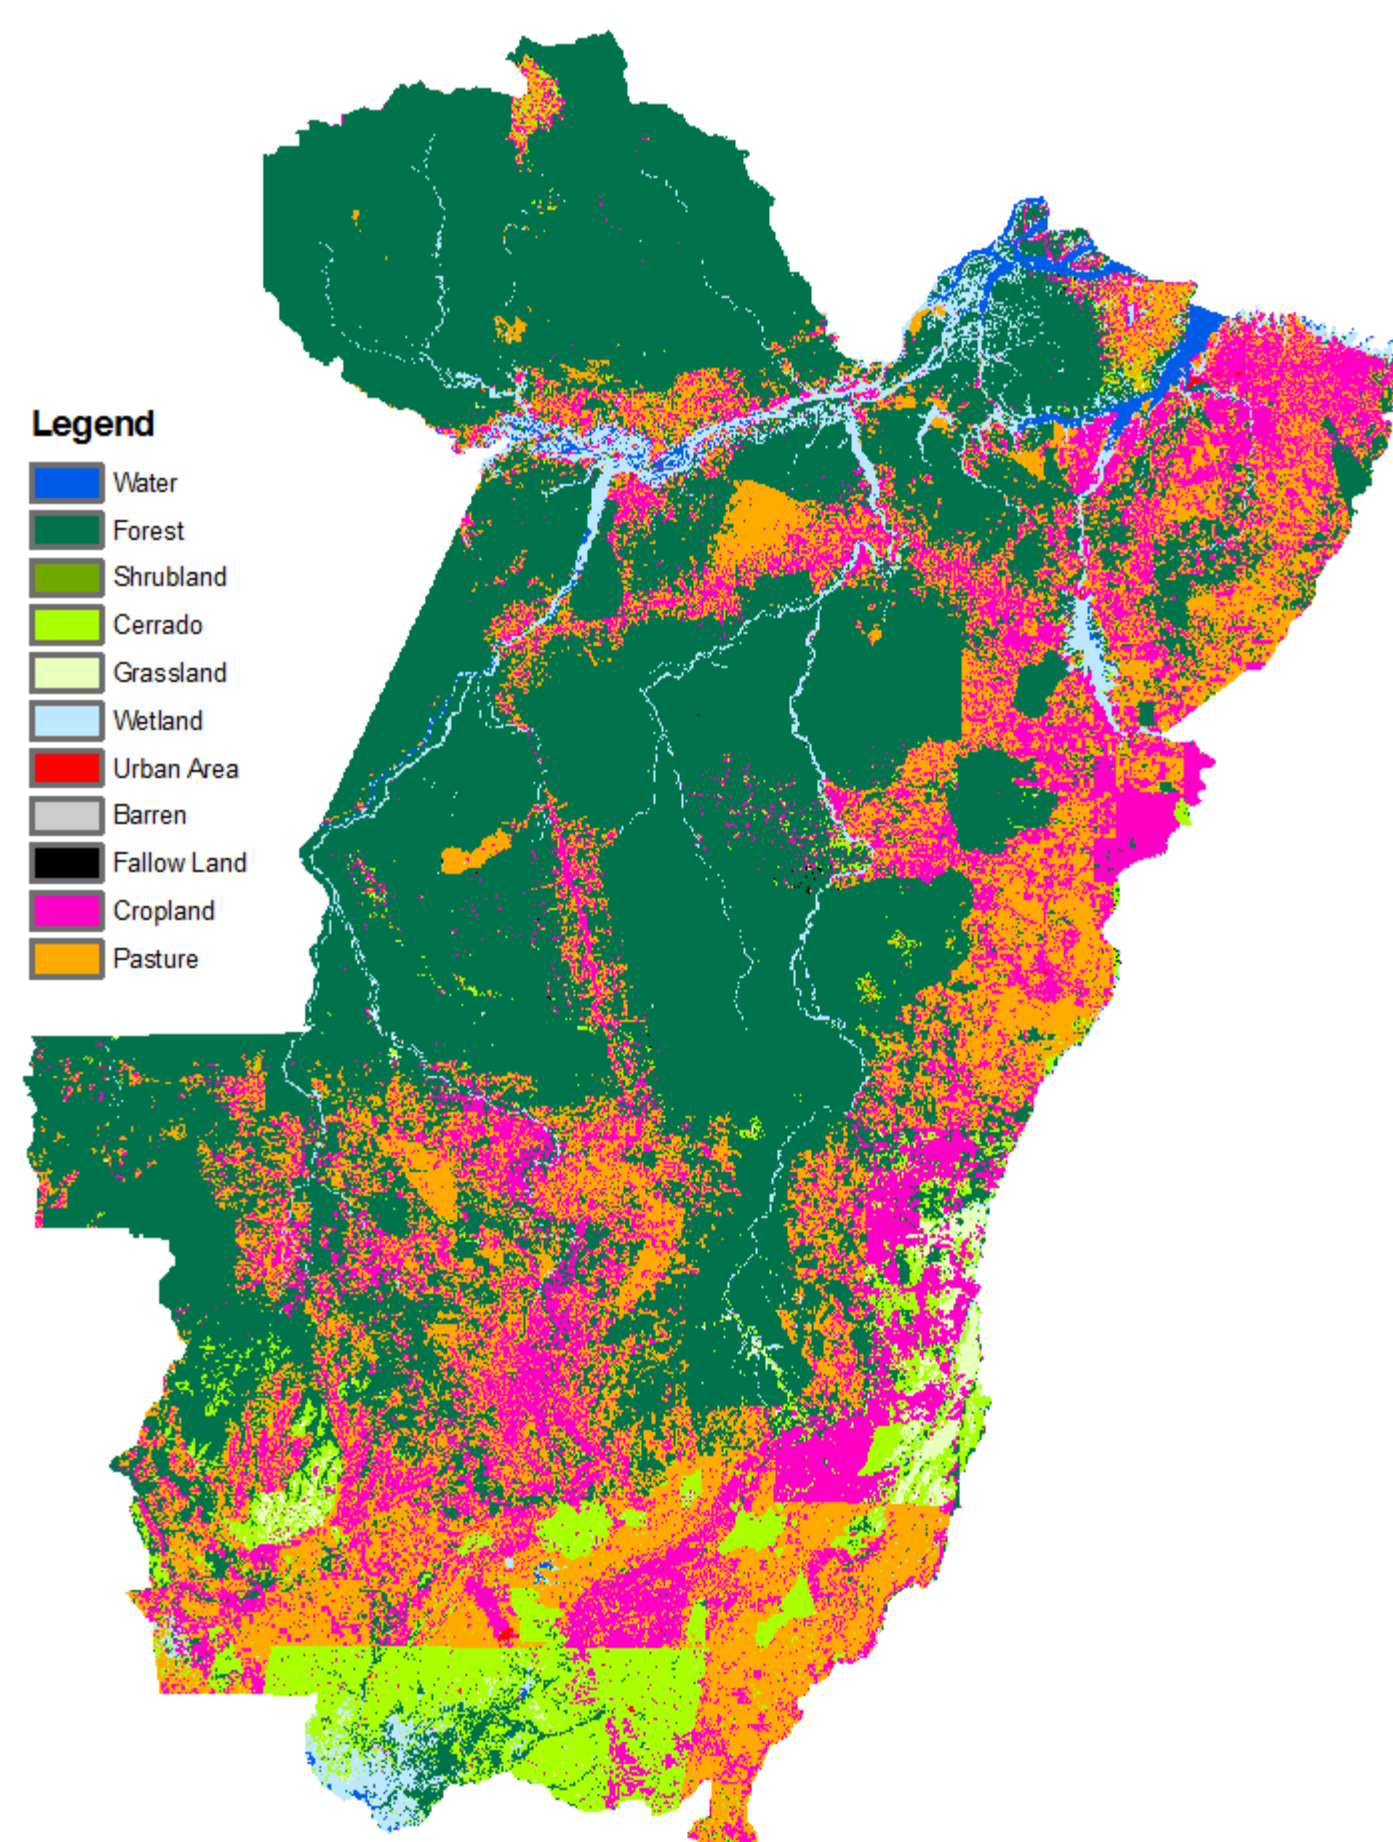 Legend
Water
Forest
Shrubland
Cerrado
Grassland
Wetland
Urban Area
Barren
Fallow Land
Cropland
Pasture